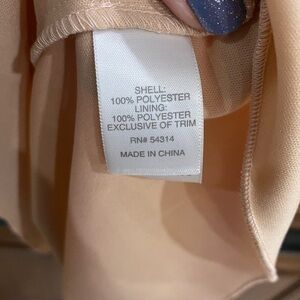 SHELL:
100% POLYESTER
LINING:
100% POLYESTER
EXCLUSIVE OF TRIM
RN# 54314
MADE IN CHINA